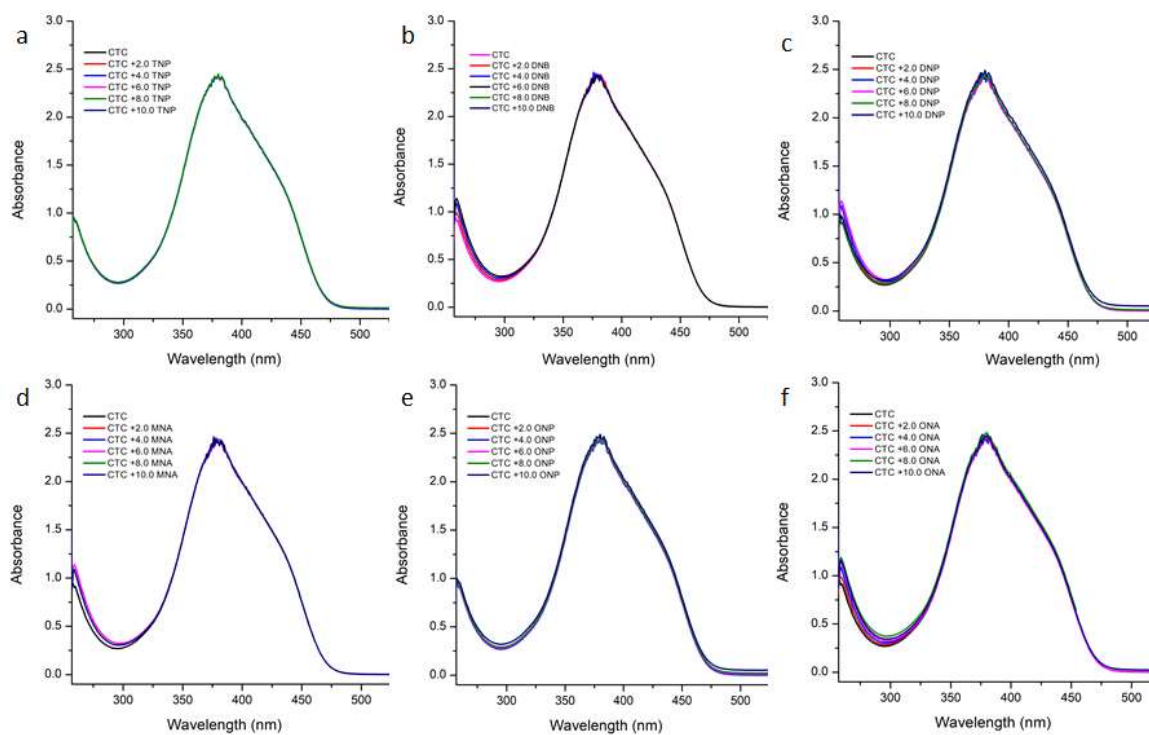 a
3.0
2.5
2.0
1.5
1.0
0.5
0.0
Absorbance
CTC
CTC +2.0 TNP
CTC +4.0 TNP
CTC +6.0 TNP
CTC +8.0 TNP
CTC +10.0 TNP
300 350 400 450 500
Wavelength (nm)
b
3.0
2.5
2.0
1.5
1.0
0.5
0.0
Absorbance
CTC
CTC +2.0 DNB
CTC +4.0 DNB
CTC +6.0 DNB
CTC +8.0 DNB
CTC +10.0 DNB
300 350 400 450 500
Wavelength (nm)
c
3.0
2.5
2.0
1.5
1.0
0.5
0.0
Absorbance
CTC
CTC +2.0 DNP
CTC +4.0 DNP
CTC +6.0 DNP
CTC +8.0 DNP
CTC +10.0 DNP
300 350 400 450 500
Wavelength (nm)
d
3.0
2.5
2.0
1.5
1.0
0.5
0.0
Absorbance
CTC
CTC +2.0 MNA
CTC +4.0 MNA
CTC +6.0 MNA
CTC +8.0 MNA
CTC +10.0 MNA
300 350 400 450 500
Wavelength (nm)
e
3.0
2.5
2.0
1.5
1.0
0.5
0.0
Absorbance
CTC
CTC +2.0 ONP
CTC +4.0 ONP
CTC +6.0 ONP
CTC +8.0 ONP
CTC +10.0 ONP
300 350 400 450 500
Wavelength (nm)
f
3.0
2.5
2.0
1.5
1.0
0.5
0.0
Absorbance
CTC
CTC +2.0 ONA
CTC +4.0 ONA
CTC +6.0 ONA
CTC +8.0 ONA
CTC +10.0 ONA
300 350 400 450 500
Wavelength (nm)